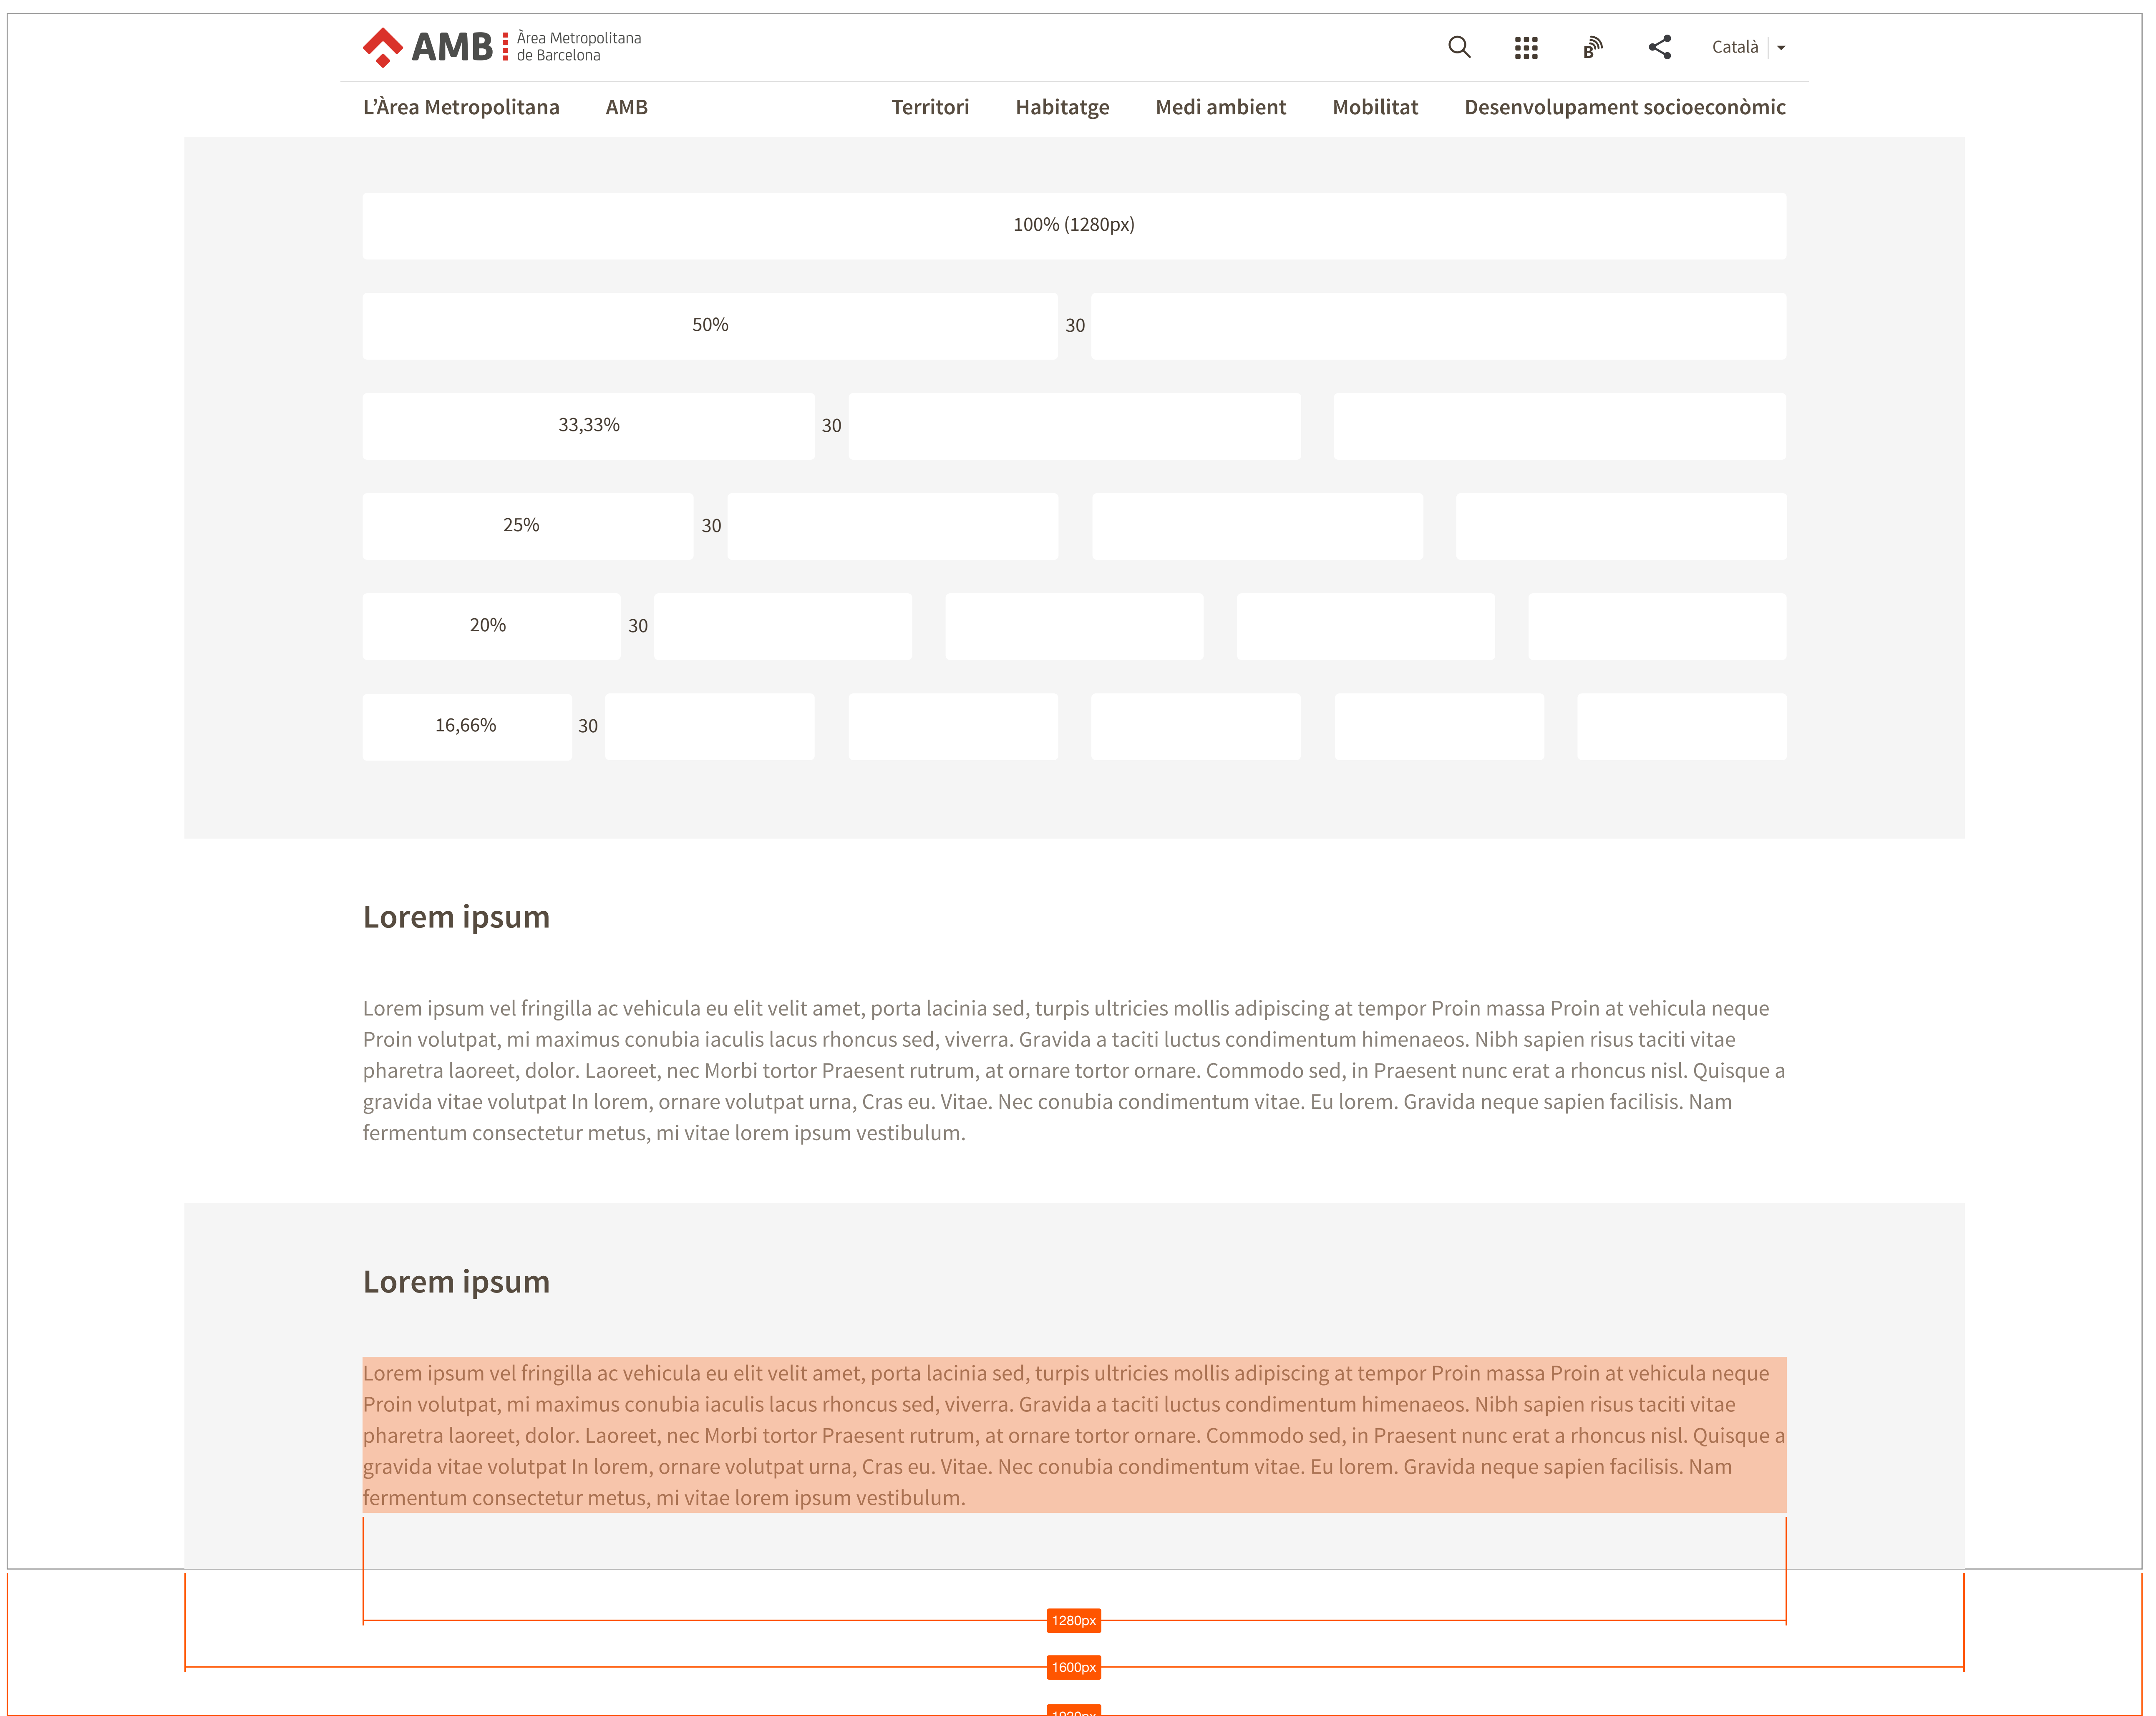 AMB Àrea Metropolitana
de Barcelona
Català
L’Àrea Metropolitana AMB Territori Habitatge Medi ambient Mobilitat Desenvolupament socioeconòmic
100% (1280px)
50% 30
33,33% 30
25% 30
20% 30
16,66% 30
Lorem ipsum
Lorem ipsum vel fringilla ac vehicula eu elit velit amet, porta lacinia sed, turpis ultricies mollis adipiscing at tempor Proin massa Proin at vehicula neque
Proin volutpat, mi maximus conubia iaculis lacus rhoncus sed, viverra. Gravida a taciti luctus condimentum himenaeos. Nibh sapien risus taciti vitae
pharetra laoreet, dolor. Laoreet, nec Morbi tortor Praesent rutrum, at ornare tortor ornare. Commodo sed, in Praesent nunc erat a rhoncus nisl. Quisque a
gravida vitae volutpat In lorem, ornare volutpat urna, Cras eu. Vitae. Nec conubia condimentum vitae. Eu lorem. Gravida neque sapien facilisis. Nam
fermentum consectetur metus, mi vitae lorem ipsum vestibulum.
Lorem ipsum
Lorem ipsum vel fringilla ac vehicula eu elit velit amet, porta lacinia sed, turpis ultricies mollis adipiscing at tempor Proin massa Proin at vehicula neque
Proin volutpat, mi maximus conubia iaculis lacus rhoncus sed, viverra. Gravida a taciti luctus condimentum himenaeos. Nibh sapien risus taciti vitae
pharetra laoreet, dolor. Laoreet, nec Morbi tortor Praesent rutrum, at ornare tortor ornare. Commodo sed, in Praesent nunc erat a rhoncus nisl. Quisque a
gravida vitae volutpat In lorem, ornare volutpat urna, Cras eu. Vitae. Nec conubia condimentum vitae. Eu lorem. Gravida neque sapien facilisis. Nam
fermentum consectetur metus, mi vitae lorem ipsum vestibulum.
1280px
1600px